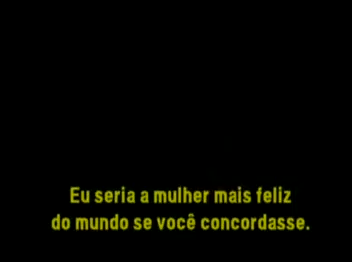 Eu seria a mulher mais feliz
do mundo se você concordasse.